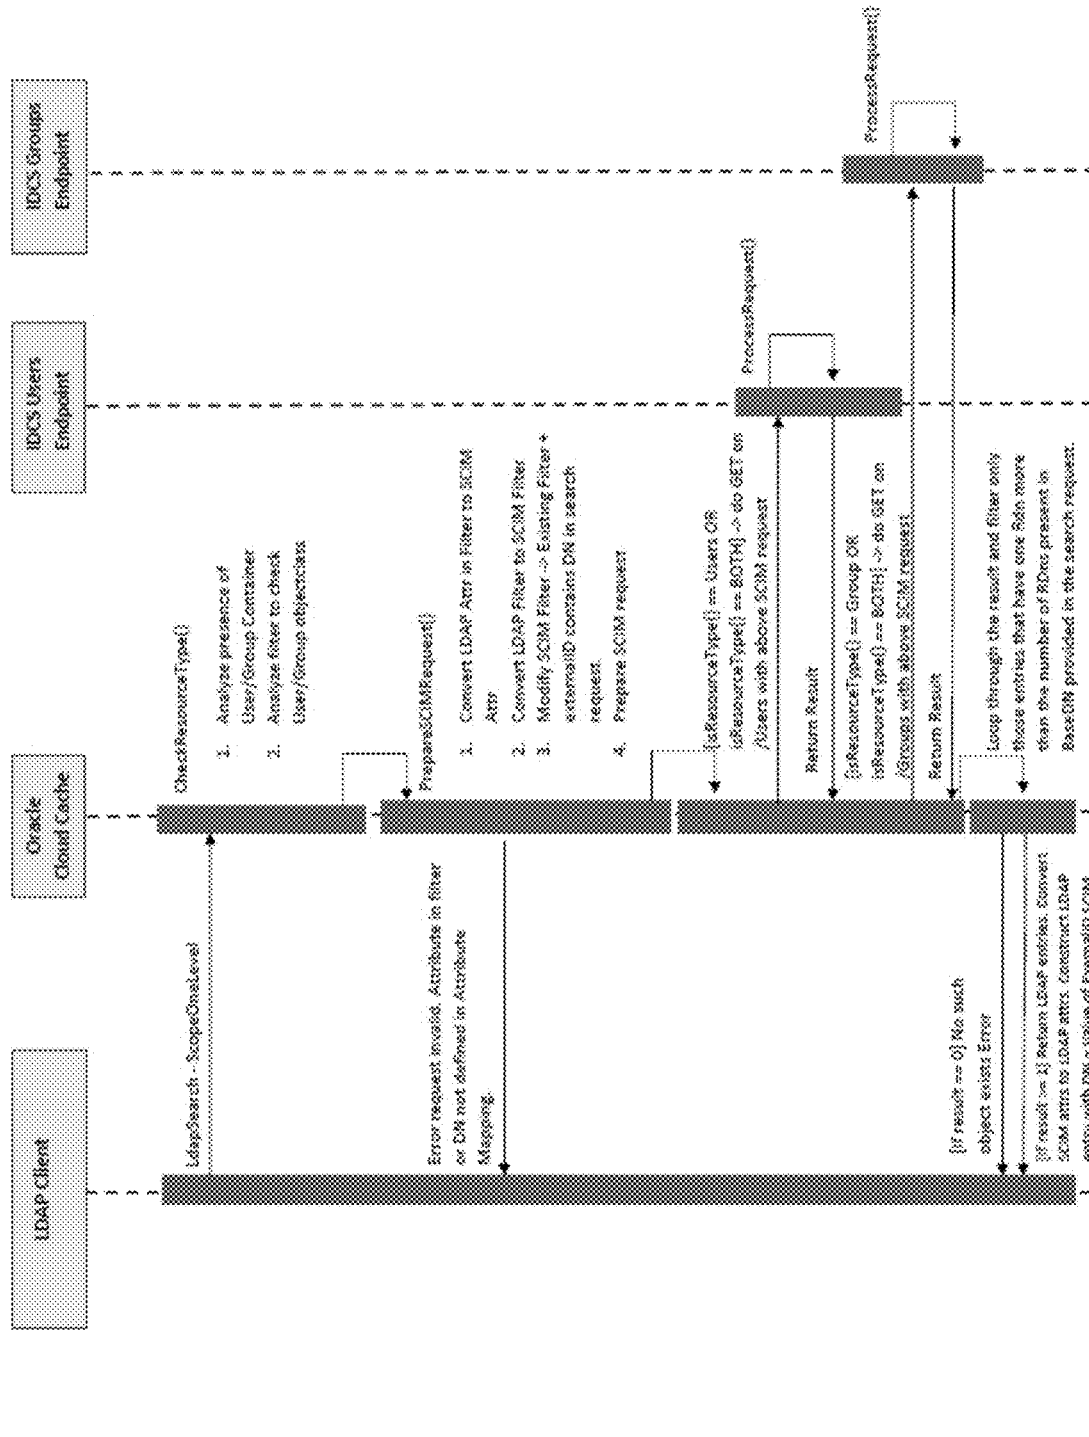 LDAP Client
Oracle
Cloud Cache
IDCS Users
Endpoint
IDCS Groups
Endpoint
LdapSearch - ScopeOneLevel
CheckResourceType()
1. Analyze presence of
User/Group Container
2. Analyze filter to check
User/Group objectclass
PrepareSCIMRequest()
1. Convert LDAP Attr in Filter to SCIM
Attr
2. Convert LDAP Filter to SCIM Filter
3. Modify SCIM Filter -> Existing Filter +
externalID contains DN in search
request.
4. Prepare SCIM request
Error request invalid. Attribute in filter
or DN not defined in Attribute
Mapping.
[isResourceType() == Users OR
isResourceType() == BOTH] -> do GET on
/Users with above SCIM request
ProcessRequest()
Return Result
[isResourceType() == Group OR
isResourceType() == BOTH] -> do GET on
/Groups with above SCIM request
ProcessRequest()
Return Result
Loop through the result and filter only
those entries that have one Rdn more
than the number of RDns present in
BaseDN provided in the search request.
[if result == 0] No such
object exists Error
[if result >= 1] Return LDAP entries. Convert
SCIM attrs to LDAP attrs. Construct LDAP